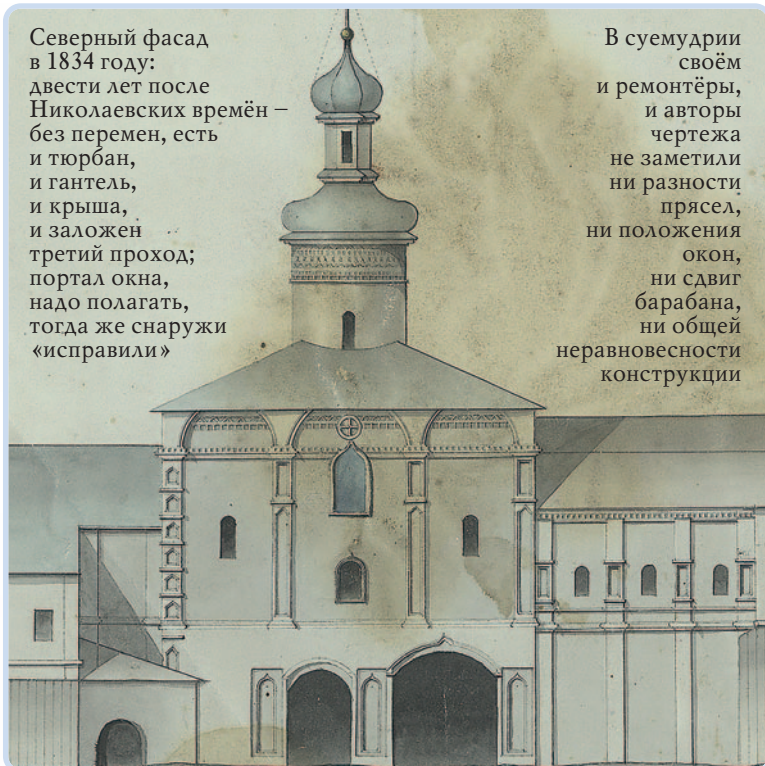 Северный фасад
в 1834 году:
двести лет после
Николаевских времён –
без перемен, есть
и тюрбан,
и гантель,
и крыша,
и заложен
третий проход;
портал окна,
надо полагать,
тогда же снаружи
«исправили»
В суемудрии
своём
и ремонтёры,
и авторы
чертежа
не заметили
ни разности
прясел,
ни положения
окон,
ни сдвиг
барабана,
ни общей
неравновесности
конструкции